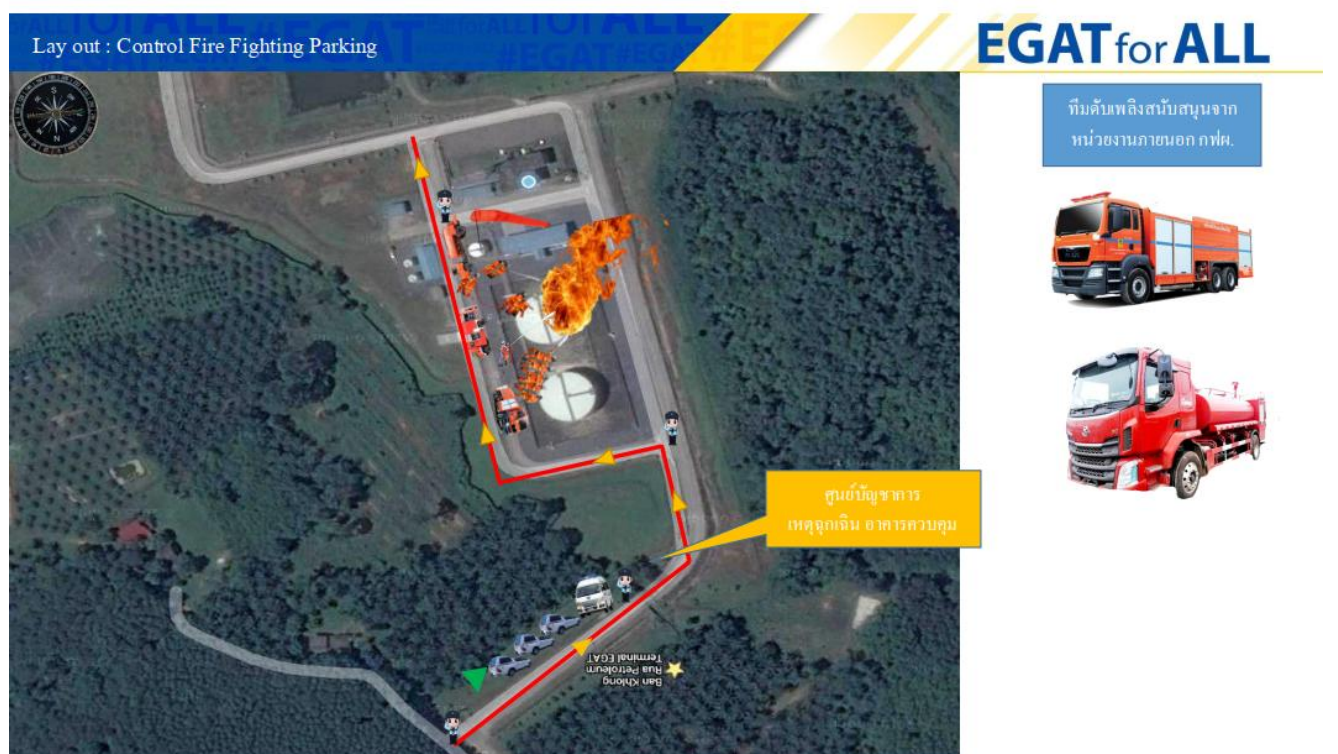 Lay out : Control Fire Fighting Parking
#EGAT
EGAT for ALL
ทีมดับเพลิงสนับสนุนจาก
หน่วยงานภายนอก กฟผ.
S
N
ศูนย์บัญชาการ
เหตุฉุกเฉิน อาคารควบคุม
Ban Khlong
Rua Petroleum
Terminal EGAT